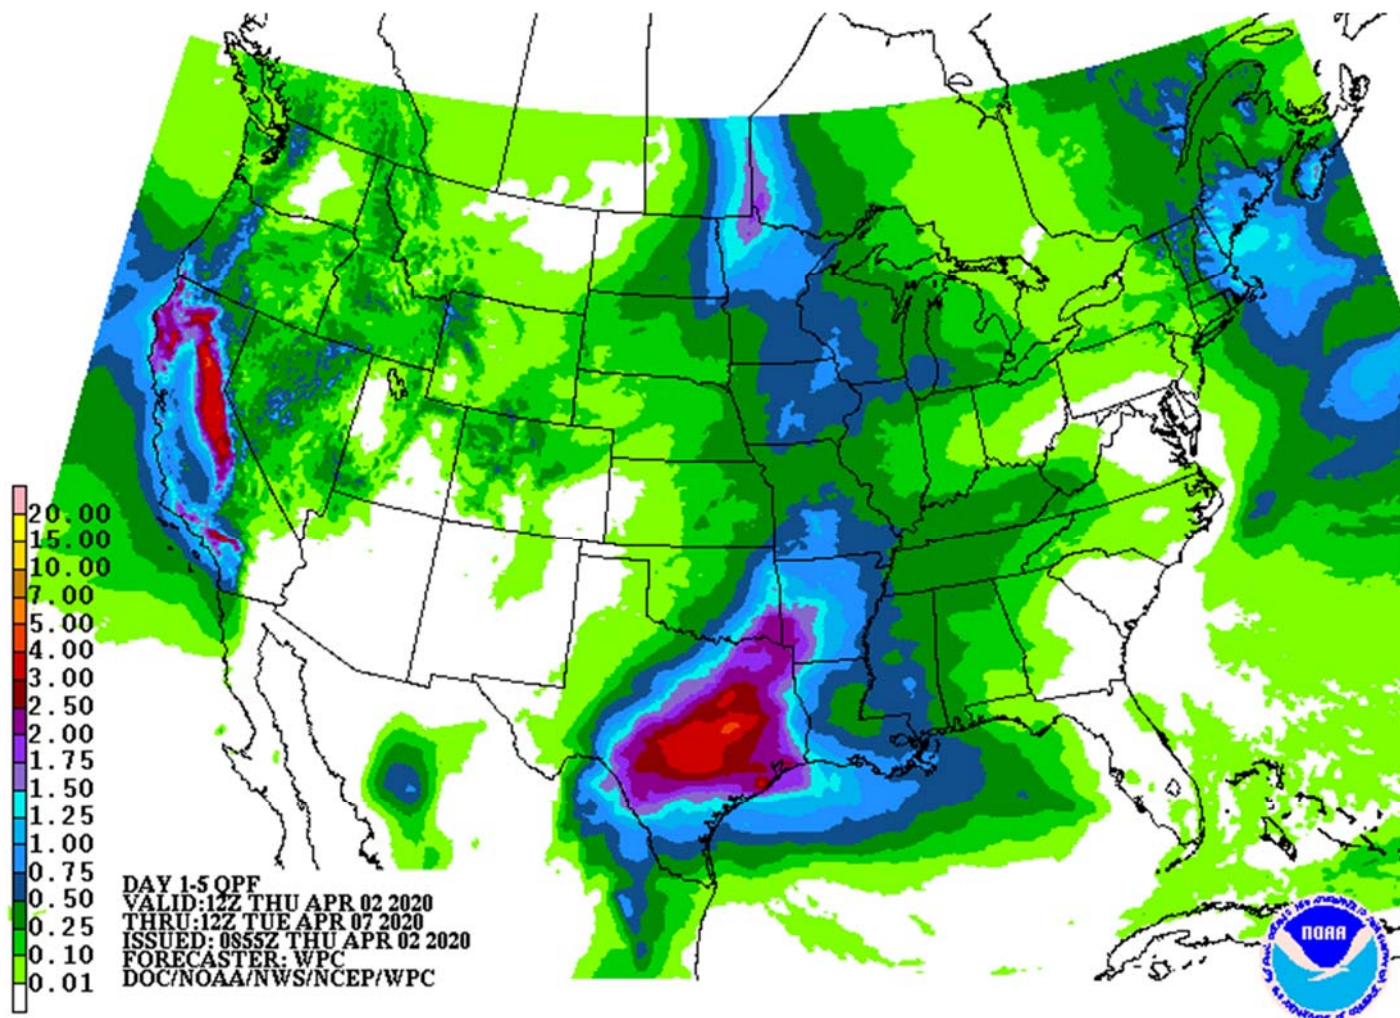 20.00
15.00
10.00
7.00
5.00
4.00
3.00
2.50
2.00
1.75
1.50
1.25
1.00
0.75
0.50
0.25
0.10
0.01
DAY 1-5 QPF
VALID:12Z THU APR 02 2020
THRU:12Z TUE APR 07 2020
ISSUED: 0855Z THU APR 02 2020
FORECASTER: WPC
DOC/NOAA/NWS/NCEP/WPC
NOAA